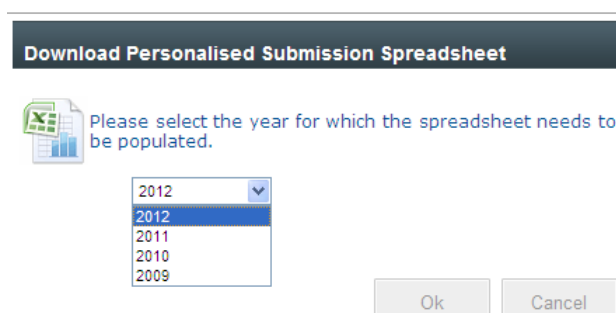 Download Personalised Submission Spreadsheet
Please select the year for which the spreadsheet needs to
be populated.
2012
2012
2011
2010
2009
Ok Cancel